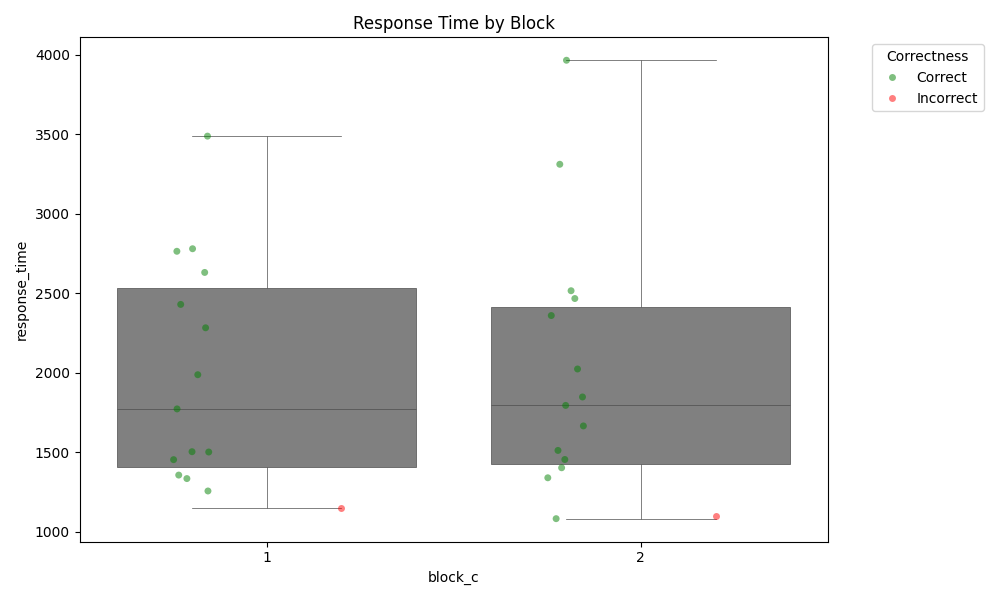 Response Time by Block
response_time
4000
3500
3000
2500
2000
1500
1000
1
2
block_c
Correctness
Correct
Incorrect